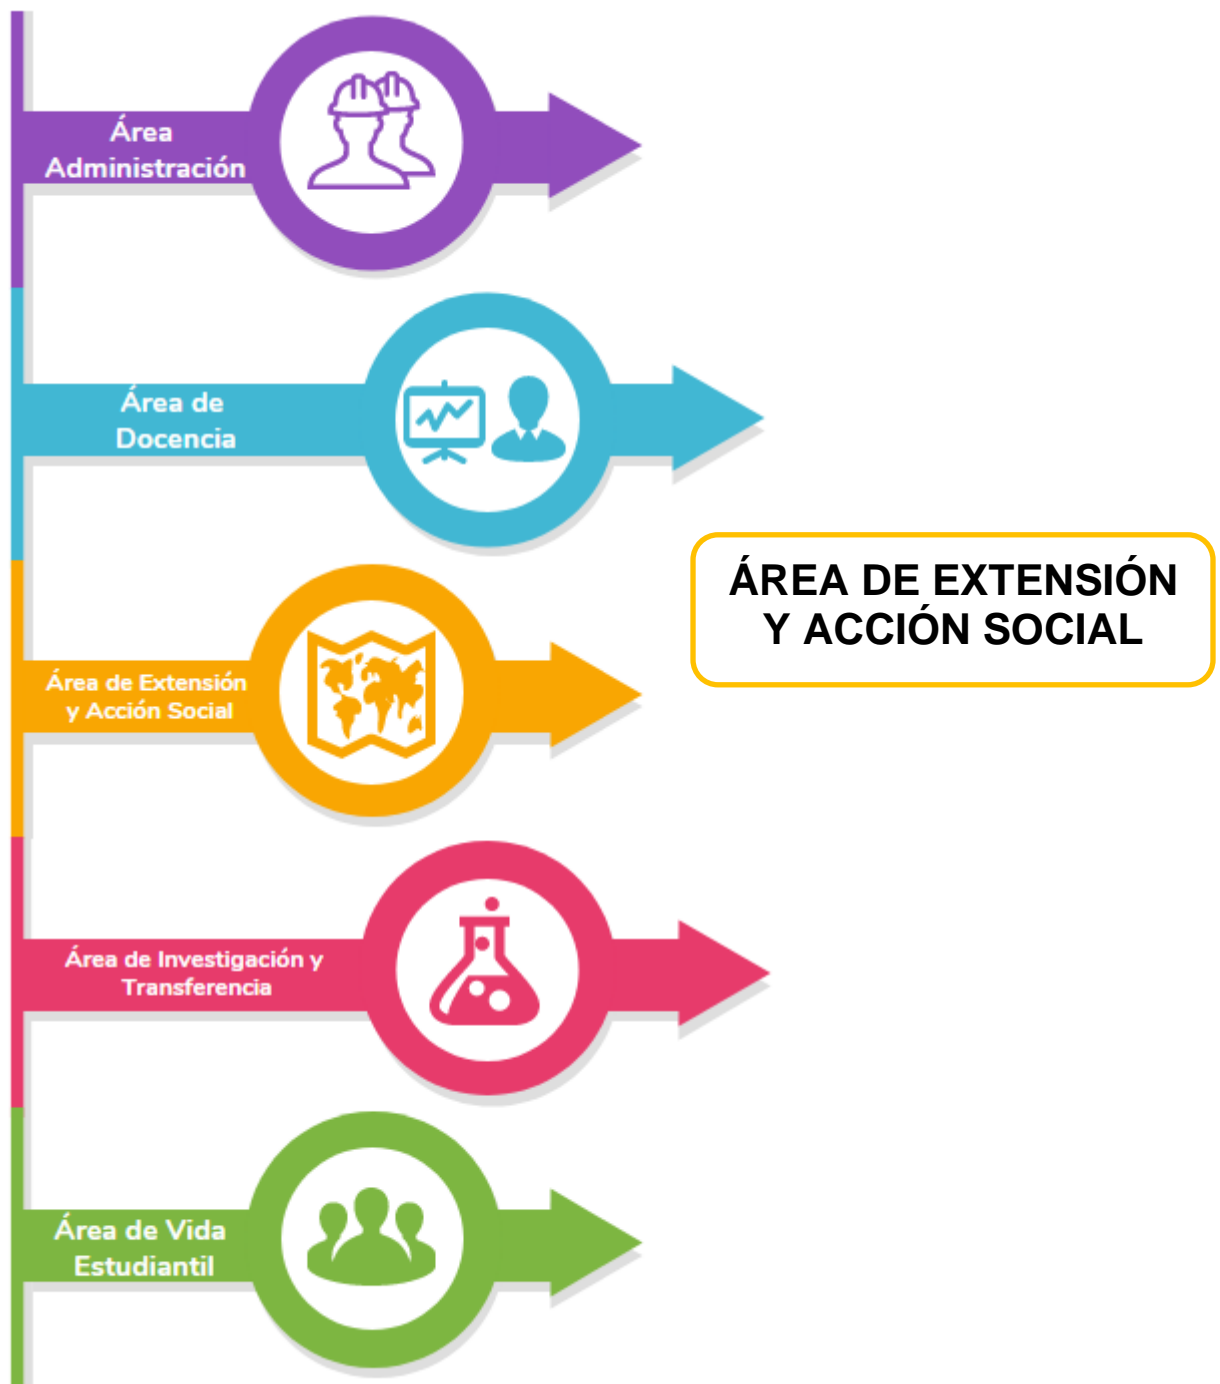 Área
Administración
Área de
Docencia
ÁREA DE EXTENSIÓN
Y ACCIÓN SOCIAL
Área de Extensión
y Acción Social
Área de Investigación y
Transferencia
Área de Vida
Estudiantil